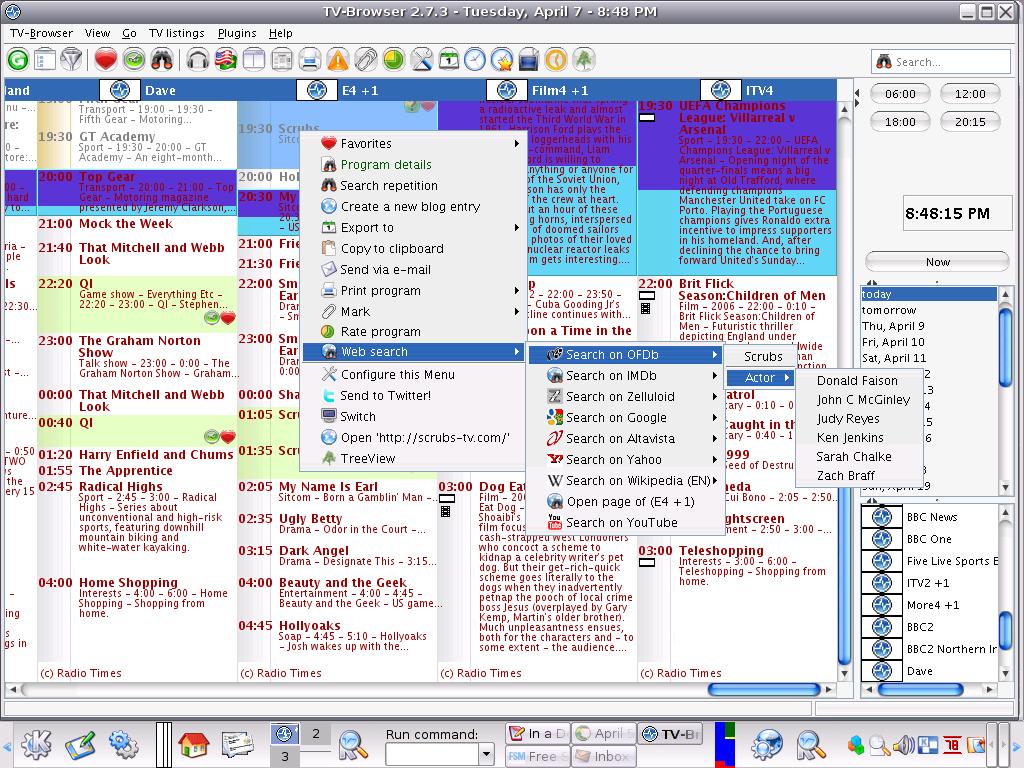 TV-Browser 2.7.3 - Tuesday, April 7 - 8:48 PM
TV-Browser View Go TV listings Plugins Help
Search...
land Dave E4 +1 Film4 +1 ITV4
Transport - 19:00 - 19:30 -
Fifth Gear - Motoring...
19:30 GT Academy
Sport - 19:30 - 20:00 - GT
Academy - An eight-month...
20:00 Top Gear
Transport - 20:00 - 21:00 - Top
Gear - Motoring magazine
presented by Jeremy Clarkson,...
21:00 Mock the Week
21:40 That Mitchell and Webb
Look
22:20 QI
Game show - Everything Etc -
22:20 - 23:00 - QI - Stephen...
23:00 The Graham Norton
Show
Talk show - 23:00 - 0:00 - The
Graham Norton Show - Graham...
00:00 That Mitchell and Webb
Look
00:40 QI
01:20 Harry Enfield and Chums
01:55 The Apprentice
02:45 Radical Highs
Sport - 2:45 - 3:00 - Radical
Highs - Series about
unconventional and high-risk
sports, featuring downhill
mountain biking and
white-water kayaking.
04:00 Home Shopping
Interests - 4:00 - 6:00 - Home
Shopping - Shopping from
home.
(c) Radio Times
19:30 Scrubs
20:00
20:30 My
21:00 Frie
21:30 Frie
22:00 Sm
Ear
22:30 Sm
Ear
23:00
23:30
00:00 Sha
01:05 Scr
01:35 Scr
02:05 My Name Is Earl
Sitcom - Born a Gamblin' Man -...
02:35 Ugly Betty
Drama - Odor in the Court -...
03:15 Dark Angel
Drama - Designate This - 3:15...
04:00 Beauty and the Geek
Entertainment - 4:00 - 4:45 -
Beauty and the Geek - US game...
04:45 Hollyoaks
Soap - 4:45 - 5:10 - Hollyoaks
- Josh wakes up with the...
(c) Radio Times
Favorites
Program details
Search repetition
Create a new blog entry
Export to
Copy to clipboard
Send via e-mail
Print program
Mark
Rate program
Web search
Configure this Menu
Send to Twitter!
Switch
Open 'http://scrubs-tv.com/'
TreeView
Search on OFDb
Search on IMDb
Search on Zelluloid
Search on Google
Search on Altavista
Search on Yahoo
Search on Wikipedia (EN)
Open page of (E4 +1)
Search on YouTube
Scrubs
Actor
Donald Faison
John C McGinley
Judy Reyes
Ken Jenkins
Sarah Chalke
Zach Braff
a radioactive leak and almost
started the Third World War in
1961. Harrison Ford plays the
anything or anyone for
of the Soviet Union,
son has only the
the crew at heart.
ut an hour of these
horns, interspersed
of doomed sailors
photos of their loved
nuclear reactor leaks
m gets interesting....
2 - 22:00 - 23:50 -
- Cuba Gooding Jr's
line continues with...
pon a Time in the
03:00 Dog Eat
Eat Dog -
Shoaibi's
film focus
cash-strapped West Londoners
who concoct a scheme to
kidnap a celebrity writer's pet
dog. But their get-rich-quick
scheme goes literally to the
dogs when they inadvertently
petnap the pooch of local crime
boss Jesus (overplayed by Gary
Kemp, Martin's older brother).
Much unpleasantness ensues,
both for the characters and - to
some extent - the audience....
(c) Radio Times
19:30 UEFA Champions
League: Villarreal v
Arsenal
Sport - 19:30 - 22:00 - UEFA
Champions League: Villarreal v
Arsenal - Opening night of the
quarter-finals means a big
night at Old Trafford, where
defending champions
Manchester United take on FC
Porto. Playing the Portuguese
champions gives Ronaldo extra
incentive to impress supporters
in his homeland. And, after
declining the chance to bring
forward United's Sunday...
22:00 Brit Flick
Season:Children of Men
Film - 2006 - 22:00 - 0:10 -
Brit Flick Season:Children of
Men - Futuristic thriller
depicting England under
03:00 Teleshopping
Interests - 3:00 - 6:00 -
Teleshopping - Shopping from
home.
(c) Radio Times
06:00 12:00
18:00 20:15
8:48:15 PM
Now
today
tomorrow
Thu, April 9
Fri, April 10
Sat, April 11
Sun, April 19
BBC News
BBC One
Five Live Sports E
ITV2 +1
More4 +1
BBC2
BBC2 Northern Ir
Dave
2
3
Run command:
In a D
April 5
TV-Br
Free S
Inbox
18